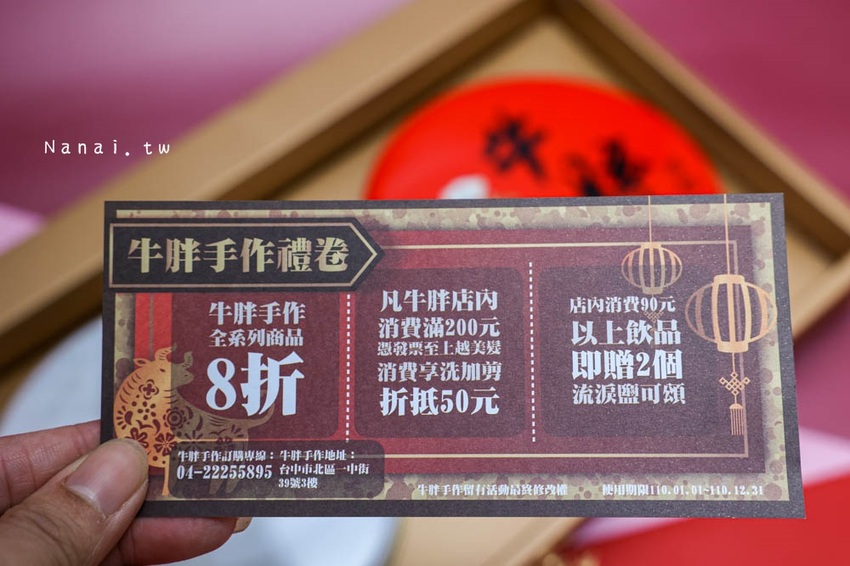 Nanai.tw
牛胖手作禮卷
牛胖手作
全系列商品
8折
凡牛胖店內
消費滿200元
憑發票至上越美髮
消費享洗加剪
折抵50元
店內消費90元
以上飲品
即贈2個
流淚鹽可頌
牛胖手作訂購專線：
04-22255895
牛胖手作地址：
台中市北區一中街
39號3樓
牛胖手作留有活動最終修改權
使用期限110.01.01~110.12.31